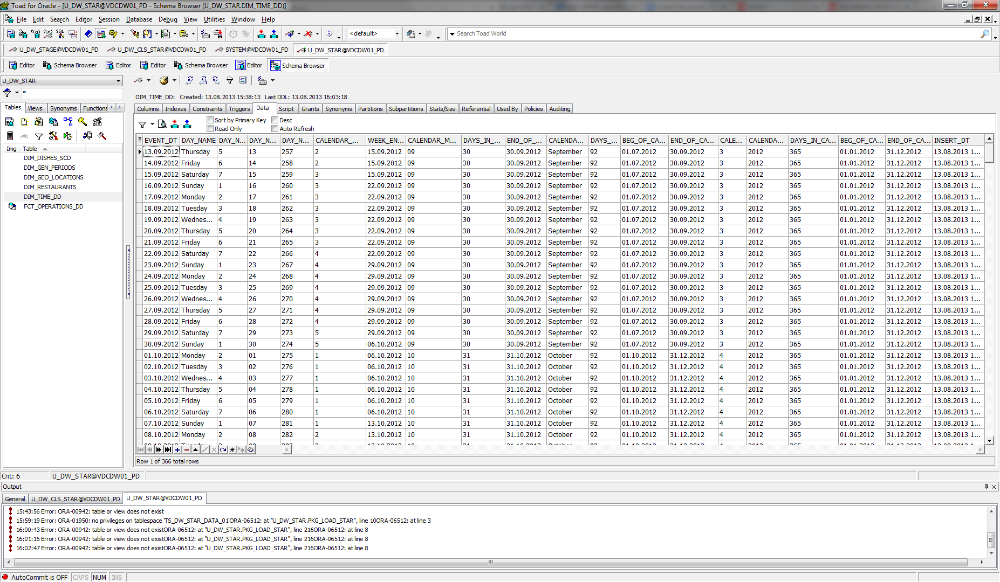 Toad for Oracle - [U_DW_STAR@VDCDW01_PD - Schema Browser (U_DW_STAR.DIM_TIME_DD)]
File Edit Search Editor Session Database Debug View Utilities Window Help
<default> Search Toad World
U_DW_STAGE@VDCDW01_PD U_DW_CLS_STAR@VDCDW01_PD SYSTEM@VDCDW01_PD U_DW_STAR@VDCDW01_PD
Editor Schema Browser Editor Editor Schema Browser Editor Schema Browser
U_DW_STAR
*
Tables Views Synonyms Functions
Img Table
DIM_DISHES_SCD
DIM_GEN_PERIODS
DIM_GEO_LOCATIONS
DIM_RESTAURANTS
DIM_TIME_DD
FCT_OPERATIONS_DD
DIM_TIME_DD: Created: 13.08.2013 15:38:13 Last DDL: 13.08.2013 16:03:18
Columns Indexes Constraints Triggers Data Script Grants Synonyms Partitions Subpartitions Stats/Size Referential Used By Policies Auditing
Sort by Primary Key Desc
Read Only Auto Refresh
EVENT_DT DAY_NAME DAY_N... DAY_N... DAY_N... CALENDAR_... WEEK_EN... CALENDAR_M... DAYS_IN_... END_OF_... CALENDA... DAYS_... BEG_OF_CA... END_OF_CA... CALE... CALENDA... DAYS_IN_CA... BEG_OF_CA... END_OF_CA... INSERT_DT
13.09.2012 Thursday 5 13 257 2 15.09.2012 09 30 30.09.2012 September 92 01.07.2012 30.09.2012 3 2012 365 01.01.2012 31.12.2012 13.08.2013 1...
14.09.2012 Friday 6 14 258 2 15.09.2012 09 30 30.09.2012 September 92 01.07.2012 30.09.2012 3 2012 365 01.01.2012 31.12.2012 13.08.2013 1...
15.09.2012 Saturday 7 15 259 3 15.09.2012 09 30 30.09.2012 September 92 01.07.2012 30.09.2012 3 2012 365 01.01.2012 31.12.2012 13.08.2013 1...
16.09.2012 Sunday 1 16 260 3 22.09.2012 09 30 30.09.2012 September 92 01.07.2012 30.09.2012 3 2012 365 01.01.2012 31.12.2012 13.08.2013 1...
17.09.2012 Monday 2 17 261 3 22.09.2012 09 30 30.09.2012 September 92 01.07.2012 30.09.2012 3 2012 365 01.01.2012 31.12.2012 13.08.2013 1...
18.09.2012 Tuesday 3 18 262 3 22.09.2012 09 30 30.09.2012 September 92 01.07.2012 30.09.2012 3 2012 365 01.01.2012 31.12.2012 13.08.2013 1...
19.09.2012 Wednes... 4 19 263 3 22.09.2012 09 30 30.09.2012 September 92 01.07.2012 30.09.2012 3 2012 365 01.01.2012 31.12.2012 13.08.2013 1...
20.09.2012 Thursday 5 20 264 3 22.09.2012 09 30 30.09.2012 September 92 01.07.2012 30.09.2012 3 2012 365 01.01.2012 31.12.2012 13.08.2013 1...
21.09.2012 Friday 6 21 265 3 22.09.2012 09 30 30.09.2012 September 92 01.07.2012 30.09.2012 3 2012 365 01.01.2012 31.12.2012 13.08.2013 1...
22.09.2012 Saturday 7 22 266 4 22.09.2012 09 30 30.09.2012 September 92 01.07.2012 30.09.2012 3 2012 365 01.01.2012 31.12.2012 13.08.2013 1...
23.09.2012 Sunday 1 23 267 4 29.09.2012 09 30 30.09.2012 September 92 01.07.2012 30.09.2012 3 2012 365 01.01.2012 31.12.2012 13.08.2013 1...
24.09.2012 Monday 2 24 268 4 29.09.2012 09 30 30.09.2012 September 92 01.07.2012 30.09.2012 3 2012 365 01.01.2012 31.12.2012 13.08.2013 1...
25.09.2012 Tuesday 3 25 269 4 29.09.2012 09 30 30.09.2012 September 92 01.07.2012 30.09.2012 3 2012 365 01.01.2012 31.12.2012 13.08.2013 1...
26.09.2012 Wednes... 4 26 270 4 29.09.2012 09 30 30.09.2012 September 92 01.07.2012 30.09.2012 3 2012 365 01.01.2012 31.12.2012 13.08.2013 1...
27.09.2012 Thursday 5 27 271 4 29.09.2012 09 30 30.09.2012 September 92 01.07.2012 30.09.2012 3 2012 365 01.01.2012 31.12.2012 13.08.2013 1...
28.09.2012 Friday 6 28 272 4 29.09.2012 09 30 30.09.2012 September 92 01.07.2012 30.09.2012 3 2012 365 01.01.2012 31.12.2012 13.08.2013 1...
29.09.2012 Saturday 7 29 273 5 29.09.2012 09 30 30.09.2012 September 92 01.07.2012 30.09.2012 3 2012 365 01.01.2012 31.12.2012 13.08.2013 1...
30.09.2012 Sunday 1 30 274 5 06.10.2012 09 30 30.09.2012 September 92 01.07.2012 30.09.2012 3 2012 365 01.01.2012 31.12.2012 13.08.2013 1...
01.10.2012 Monday 2 01 275 1 06.10.2012 10 31 31.10.2012 October 92 01.10.2012 31.12.2012 4 2012 365 01.01.2012 31.12.2012 13.08.2013 1...
02.10.2012 Tuesday 3 02 276 1 06.10.2012 10 31 31.10.2012 October 92 01.10.2012 31.12.2012 4 2012 365 01.01.2012 31.12.2012 13.08.2013 1...
03.10.2012 Wednes... 4 03 277 1 06.10.2012 10 31 31.10.2012 October 92 01.10.2012 31.12.2012 4 2012 365 01.01.2012 31.12.2012 13.08.2013 1...
04.10.2012 Thursday 5 04 278 1 06.10.2012 10 31 31.10.2012 October 92 01.10.2012 31.12.2012 4 2012 365 01.01.2012 31.12.2012 13.08.2013 1...
05.10.2012 Friday 6 05 279 1 06.10.2012 10 31 31.10.2012 October 92 01.10.2012 31.12.2012 4 2012 365 01.01.2012 31.12.2012 13.08.2013 1...
06.10.2012 Saturday 7 06 280 1 06.10.2012 10 31 31.10.2012 October 92 01.10.2012 31.12.2012 4 2012 365 01.01.2012 31.12.2012 13.08.2013 1...
07.10.2012 Sunday 1 07 281 1 13.10.2012 10 31 31.10.2012 October 92 01.10.2012 31.12.2012 4 2012 365 01.01.2012 31.12.2012 13.08.2013 1...
08.10.2012 Monday 2 08 282 2 13.10.2012 10 31 31.10.2012 October 92 01.10.2012 31.12.2012 4 2012 365 01.01.2012 31.12.2012 13.08.2013 1...
Row 1 of 366 total rows
Cnt: 6 U_DW_STAR@VDCDW01_PD
Output
General U_DW_CLS_STAR@VDCDW01_PD U_DW_STAR@VDCDW01_PD
15:43:56 Error: ORA-00942: table or view does not exist
15:59:19 Error: ORA-01950: no privileges on tablespace 'TS_DW_STAR_DATA_01'ORA-06512: at "U_DW_STAR.PKG_LOAD_STAR", line 10ORA-06512: at line 3
16:00:43 Error: ORA-00942: table or view does not existORA-06512: at "U_DW_STAR.PKG_LOAD_STAR", line 216ORA-06512: at line 8
16:01:15 Error: ORA-00942: table or view does not existORA-06512: at "U_DW_STAR.PKG_LOAD_STAR", line 216ORA-06512: at line 8
16:02:47 Error: ORA-00942: table or view does not existORA-06512: at "U_DW_STAR.PKG_LOAD_STAR", line 216ORA-06512: at line 8
AutoCommit is OFF CAPS NUM INS